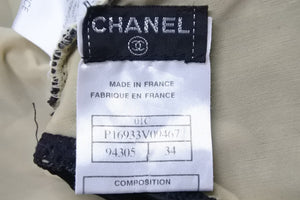 CHANEL
MADE IN FRANCE
FABRIQUE EN FRANCE
01C
P16933V09467
94305 34
COMPOSITION